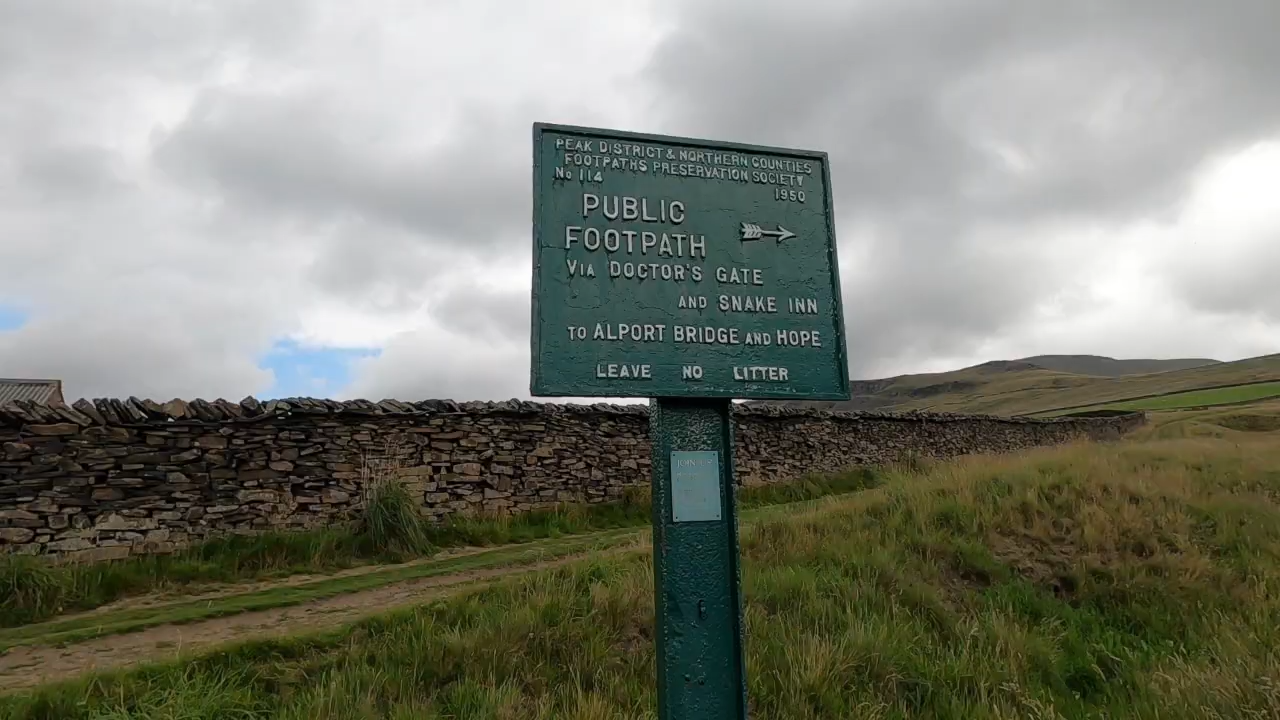 PEAK DISTRICT & NORTHERN COUNTIES
FOOTPATHS PRESERVATION SOCIETY
No 114
1950
PUBLIC
FOOTPATH
VIA DOCTOR'S GATE
AND SNAKE INN
TO ALPORT BRIDGE AND HOPE
LEAVE NO LITTER